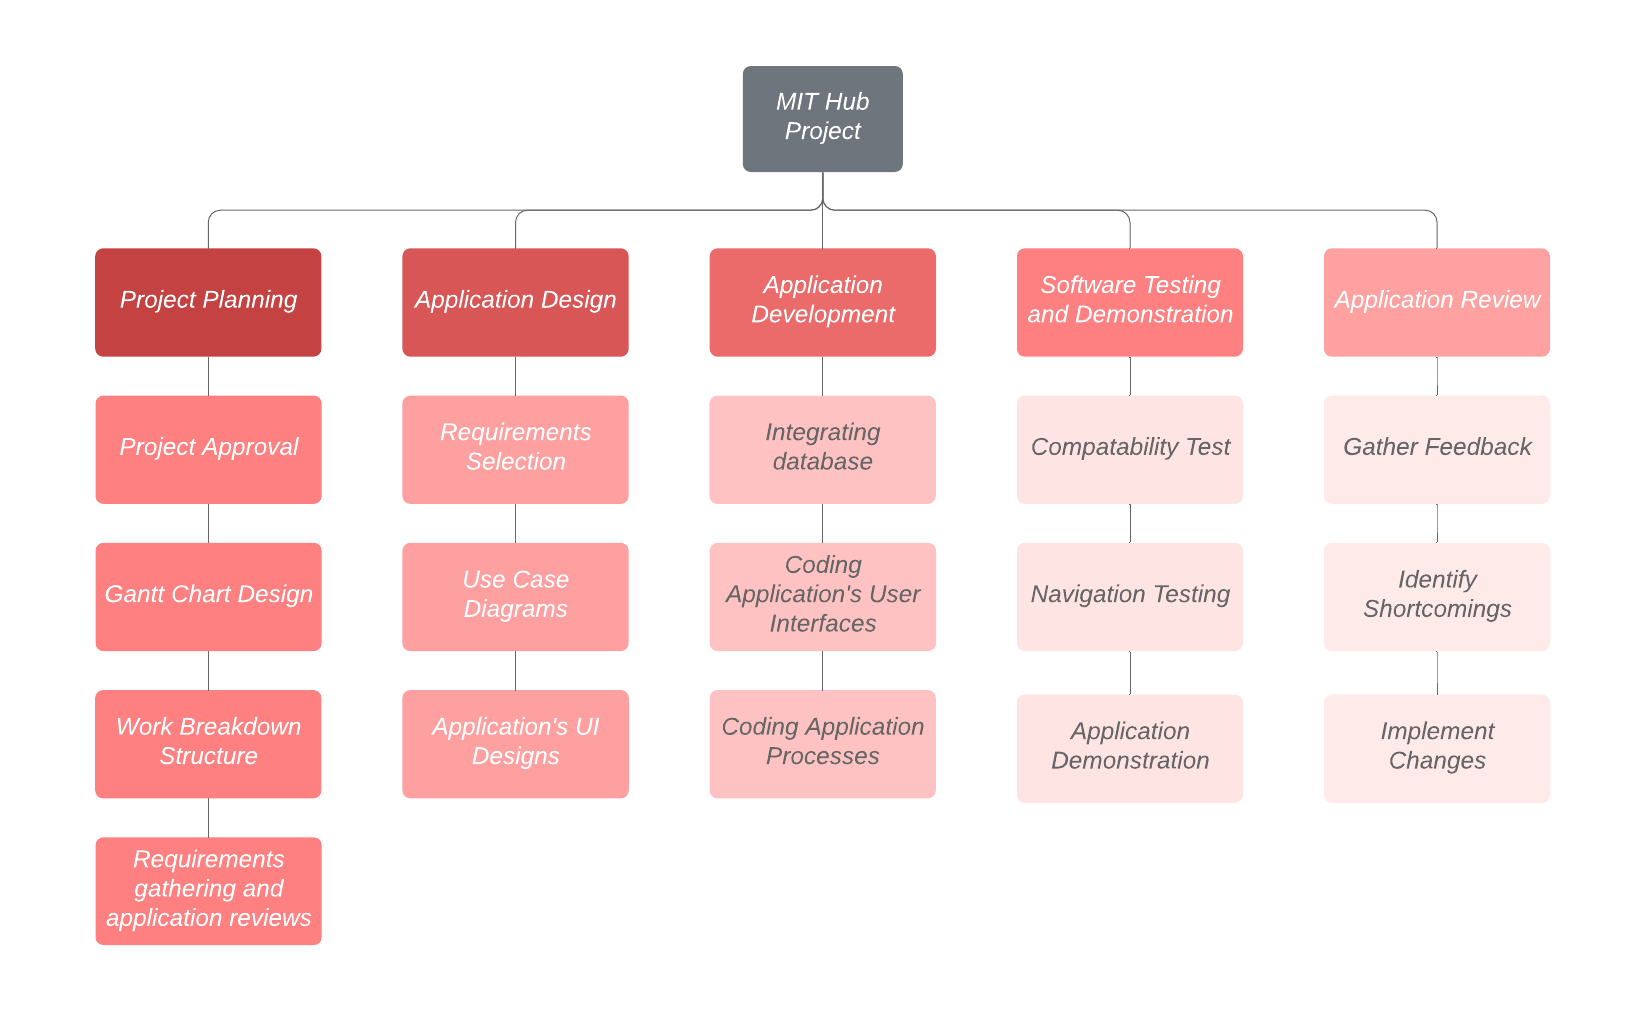 MIT Hub
Project
Project Planning
Application Design
Application
Development
Software Testing
and Demonstration
Application Review
Project Approval
Requirements
Selection
Integrating
database
Compatability Test
Gather Feedback
Gantt Chart Design
Use Case
Diagrams
Coding
Application's User
Interfaces
Navigation Testing
Identify
Shortcomings
Work Breakdown
Structure
Application's UI
Designs
Coding Application
Processes
Application
Demonstration
Implement
Changes
Requirements
gathering and
application reviews